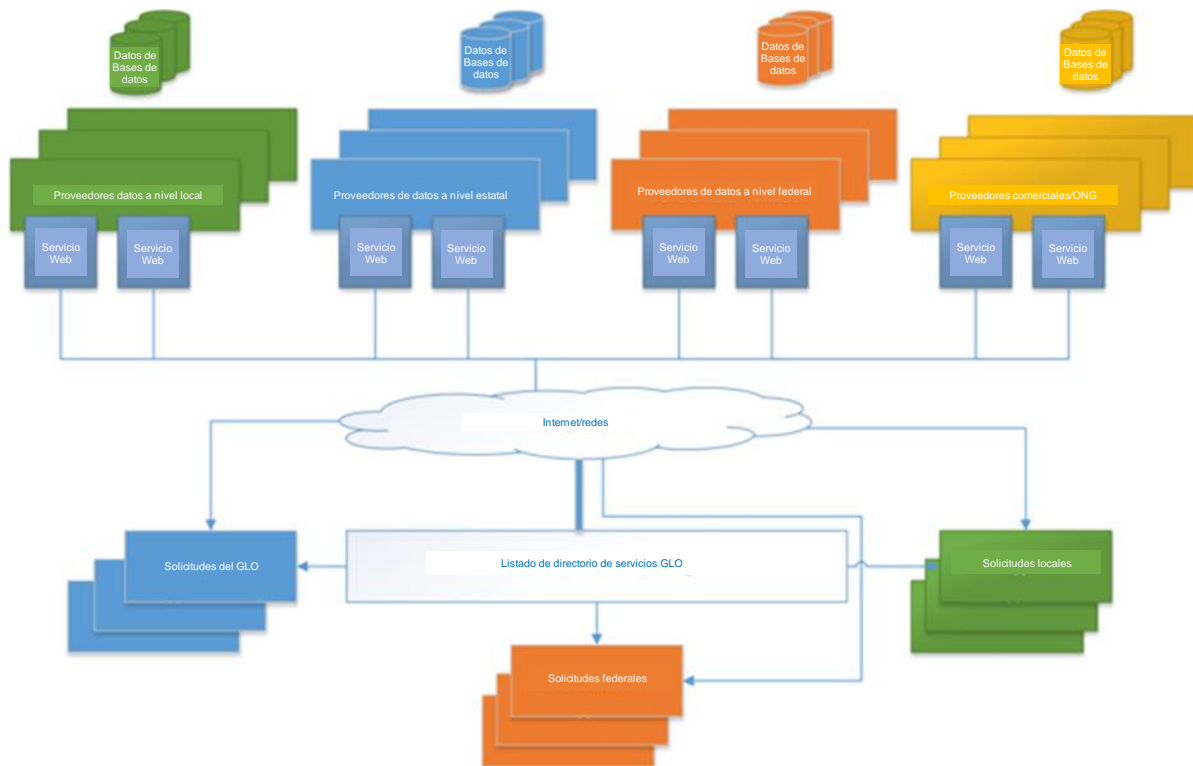 Datos de
Bases de
datos
Datos de
Bases de
datos
Datos de
Bases de
datos
Datos de
Bases de
datos
Proveedores datos a nivel local
Proveedores de datos a nivel estatal
Proveedores de datos a nivel federal
Proveedores comerciales/ONG
Servicio
Web
Servicio
Web
Servicio
Web
Servicio
Web
Servicio
Web
Servicio
Web
Servicio
Web
Servicio
Web
Internet/redes
Solicitudes del GLO
Listado de directorio de servicios GLO
Solicitudes locales
Solicitudes federales